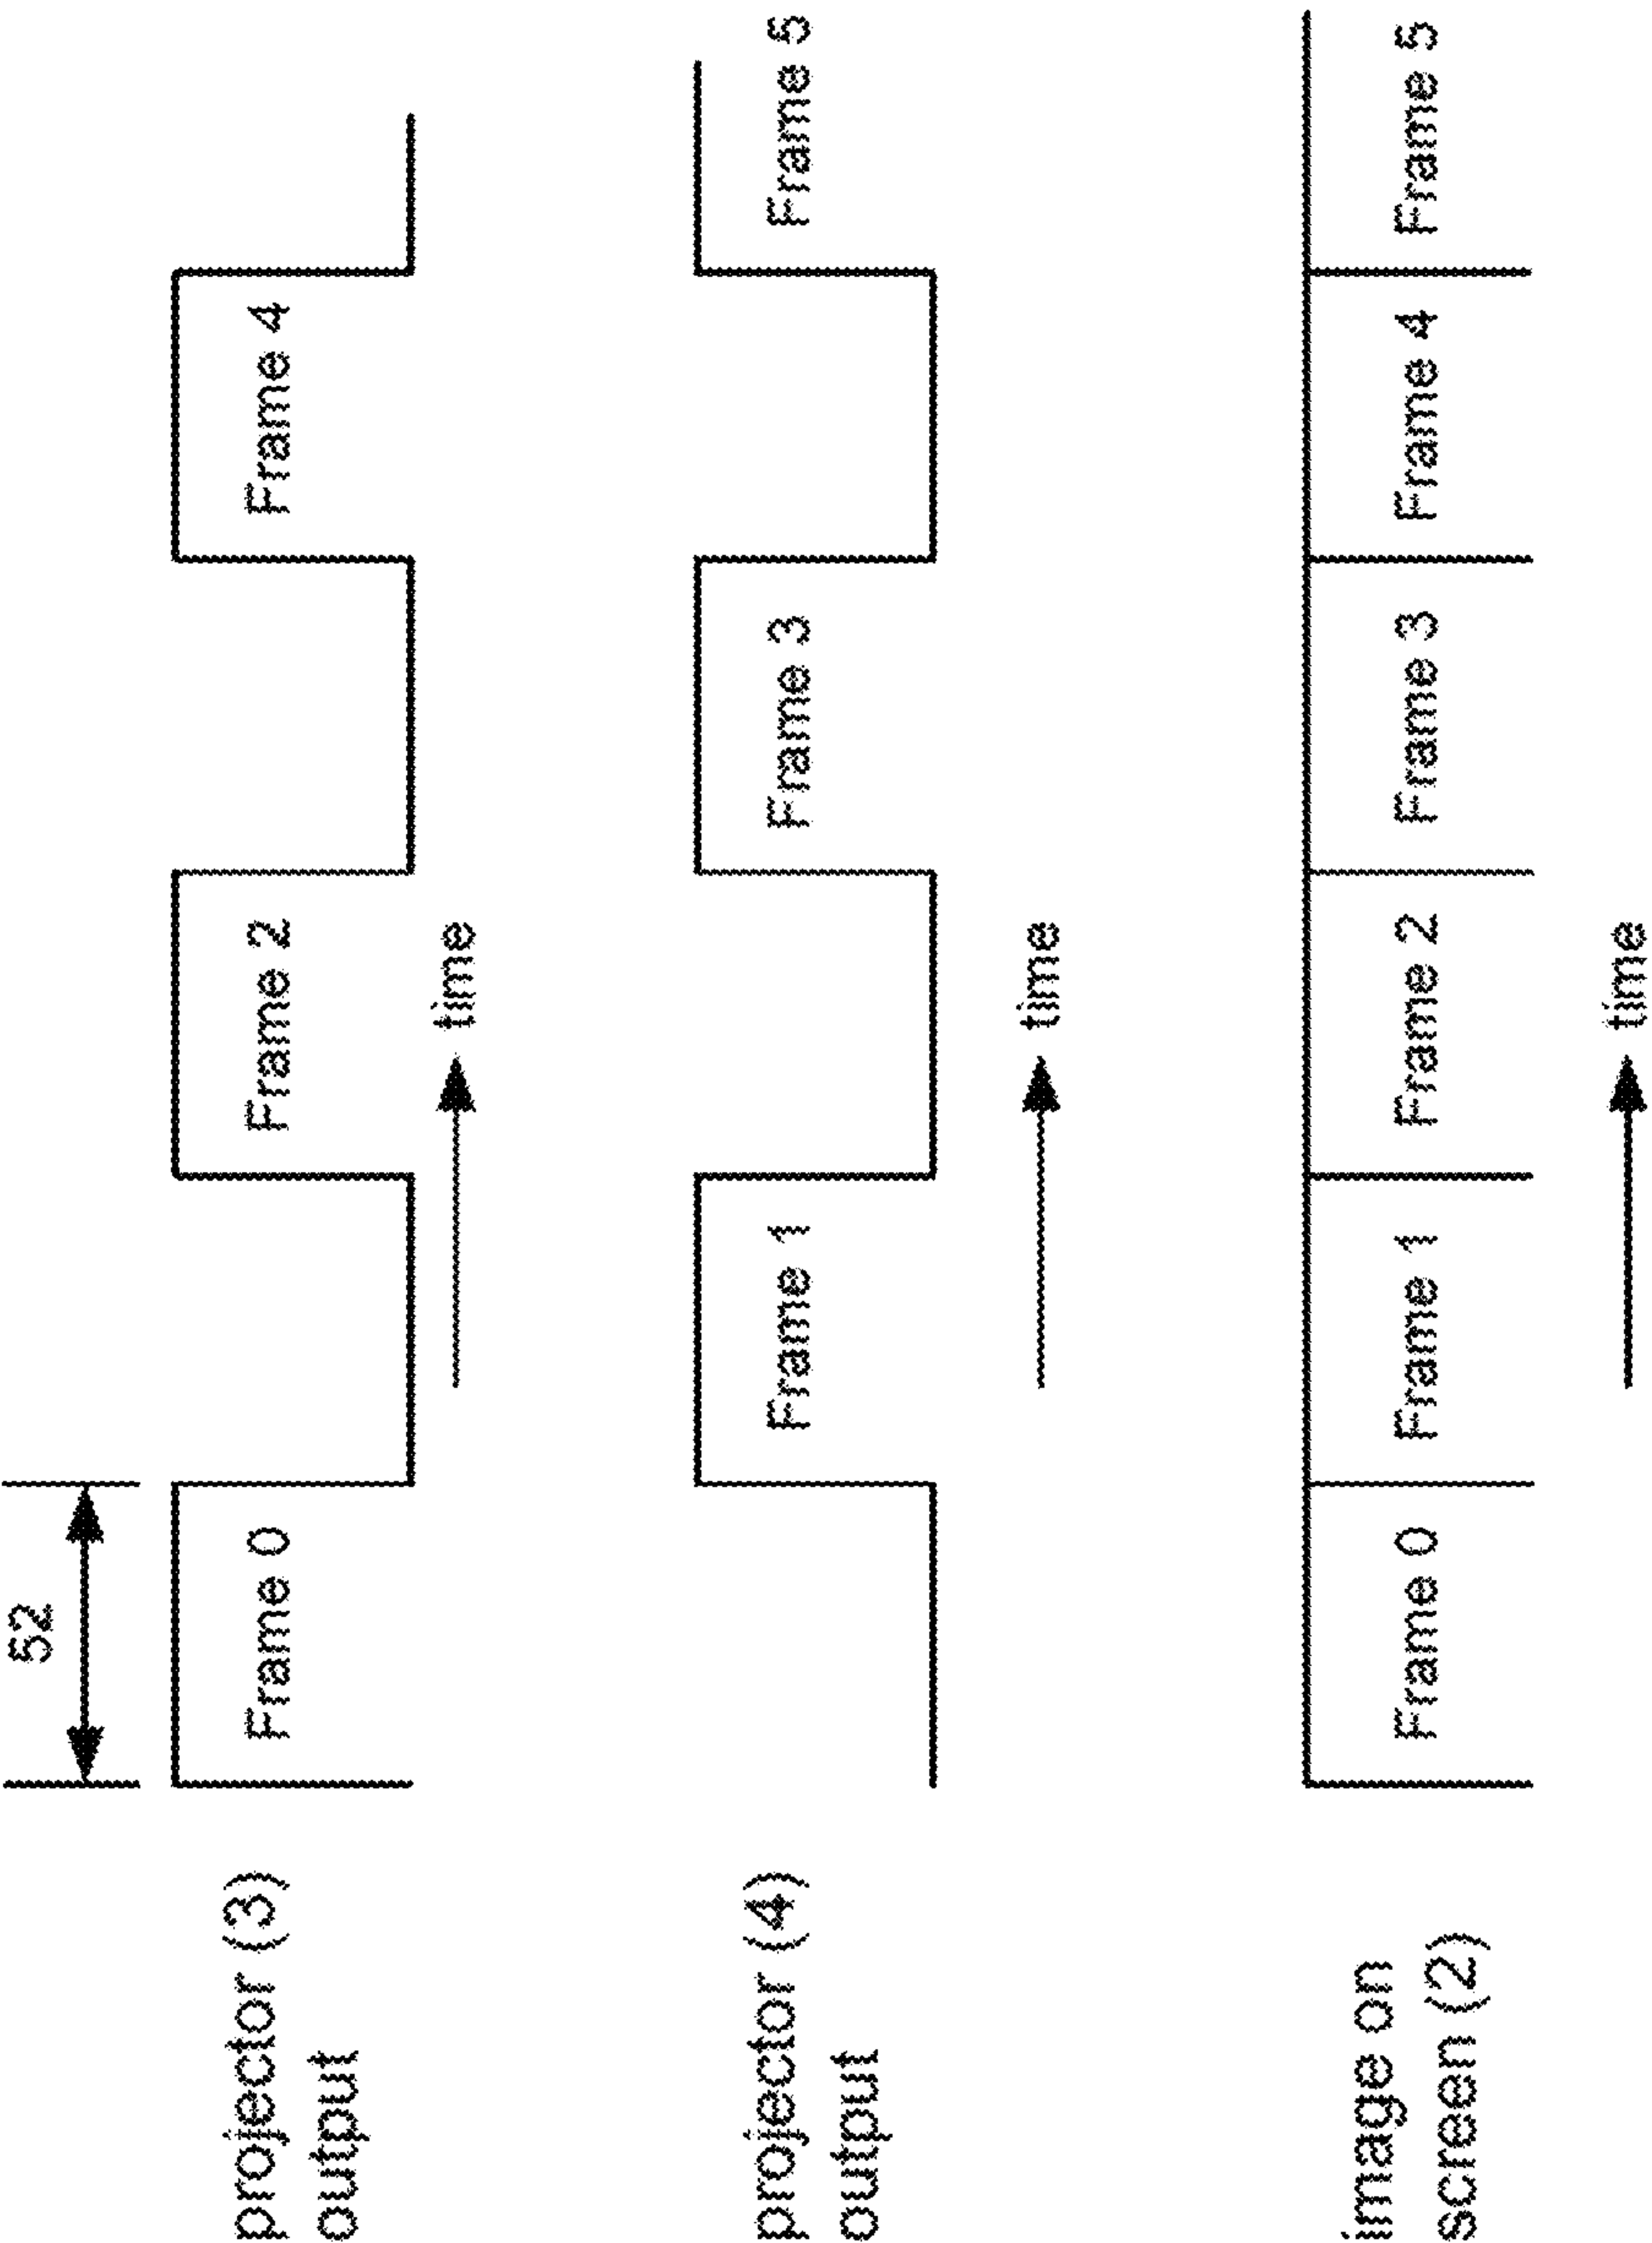 52
projector (3)
output
Frame 0
Frame 2
Frame 4
time
projector (4)
output
Frame 1
Frame 3
Frame 5
time
image on
screen (2)
Frame 0
Frame 1
Frame 2
Frame 3
Frame 4
Frame 5
time